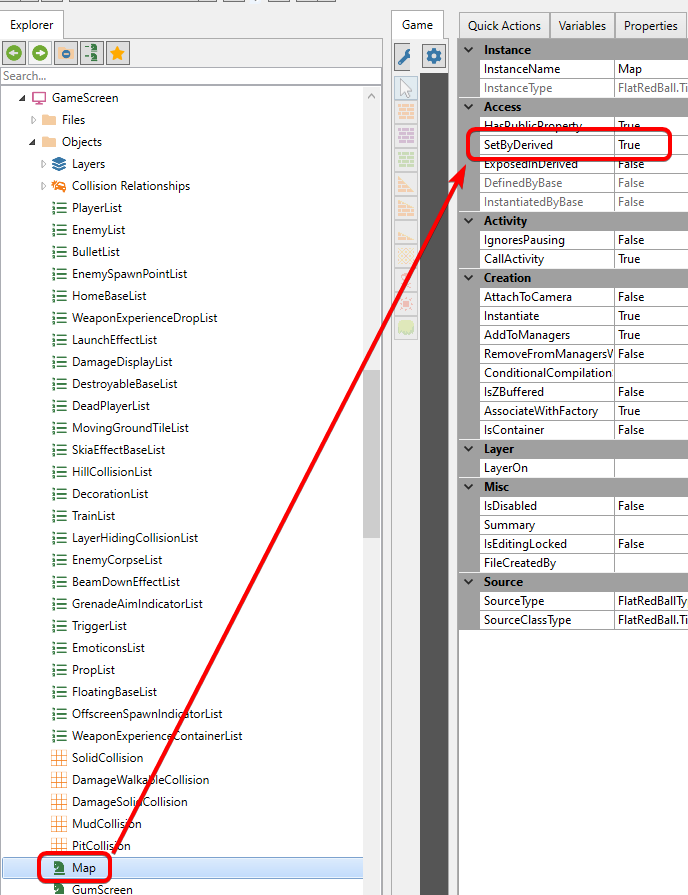 Explorer
Search...
GameScreen
Files
Objects
Layers
Collision Relationships
PlayerList
EnemyList
BulletList
EnemySpawnPointList
HomeBaseList
WeaponExperienceDropList
LaunchEffectList
DamageDisplayList
DestroyableBaseList
DeadPlayerList
MovingGroundTileList
SkiaEffectBaseList
HillCollisionList
DecorationList
TrainList
LayerHidingCollisionList
EnemyCorpseList
BeamDownEffectList
GrenadeAimIndicatorList
TriggerList
EmoticonsList
PropList
FloatingBaseList
OffscreenSpawnIndicatorList
WeaponExperienceContainerList
SolidCollision
DamageWalkableCollision
DamageSolidCollision
MudCollision
PitCollision
Map
GumScreen
Game
Quick Actions Variables Properties
Instance
InstanceName Map
InstanceType FlatRedBall.Ti
Access
HasPublicProperty True
SetByDerived True
ExposedInDerived False
DefinedByBase False
InstantiatedByBase False
Activity
IgnoresPausing False
CallActivity True
Creation
AttachToCamera False
Instantiate True
AddToManagers True
RemoveFromManagersW False
ConditionalCompilation
IsZBuffered False
AssociateWithFactory True
IsContainer False
Layer
LayerOn
Misc
IsDisabled False
Summary
IsEditingLocked False
FileCreatedBy
Source
SourceType FlatRedBallTy
SourceClassType FlatRedBall.Ti